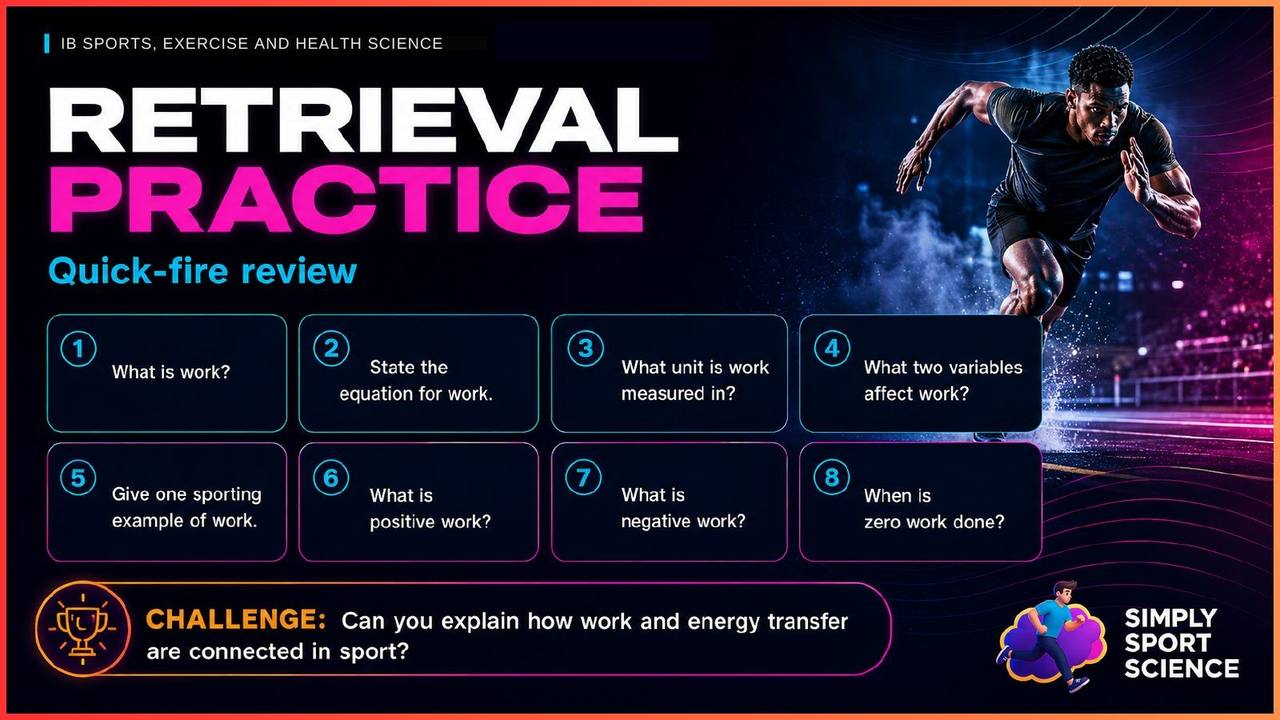 IB SPORTS, EXERCISE AND HEALTH SCIENCE
RETRIEVAL
PRACTICE
Quick-fire review
1
What is work?
2
State the
equation for work.
3
What unit is work
measured in?
4
What two variables
affect work?
5
Give one sporting
example of work.
6
What is
positive work?
7
What is
negative work?
8
When is
zero work done?
CHALLENGE: Can you explain how work and energy transfer
are connected in sport?
SIMPLY
SPORT
SCIENCE